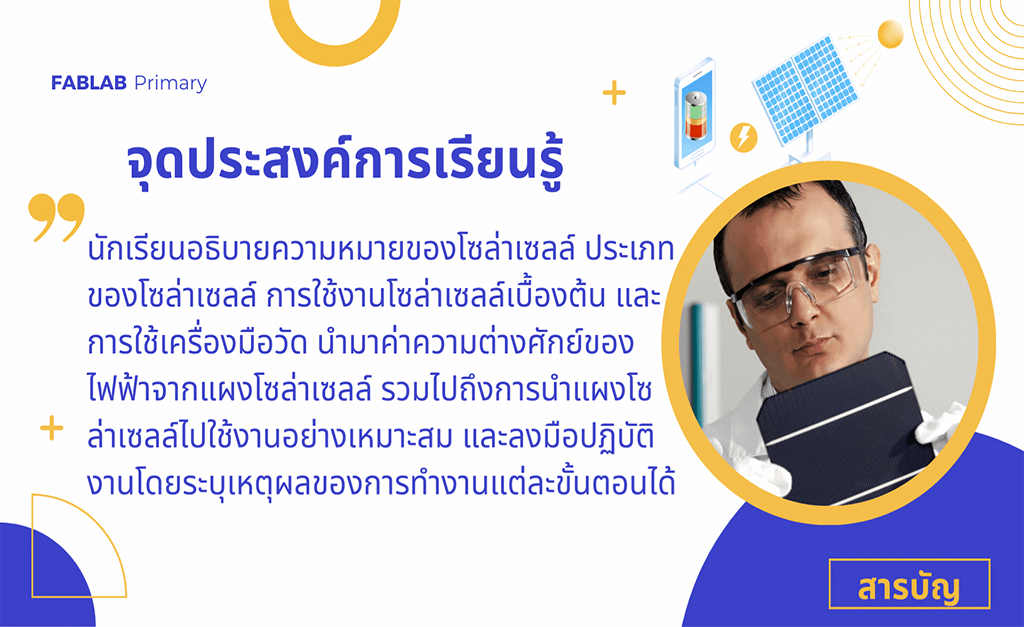 FABLAB Primary
จุดประสงค์การเรียนรู้
นักเรียนอธิบายความหมายของโซล่าเซลล์ ประเภท
ของโซล่าเซลล์ การใช้งานโซล่าเซลล์เบื้องต้น และ
การใช้เครื่องมือวัด นำมาค่าความต่างศักย์ของ
ไฟฟ้าจากแผงโซล่าเซลล์ รวมไปถึงการนำแผงโซ
ล่าเซลล์ไปใช้งานอย่างเหมาะสม และลงมือปฏิบัติ
งานโดยระบุเหตุผลของการทำงานแต่ละขั้นตอนได้
สารบัญ